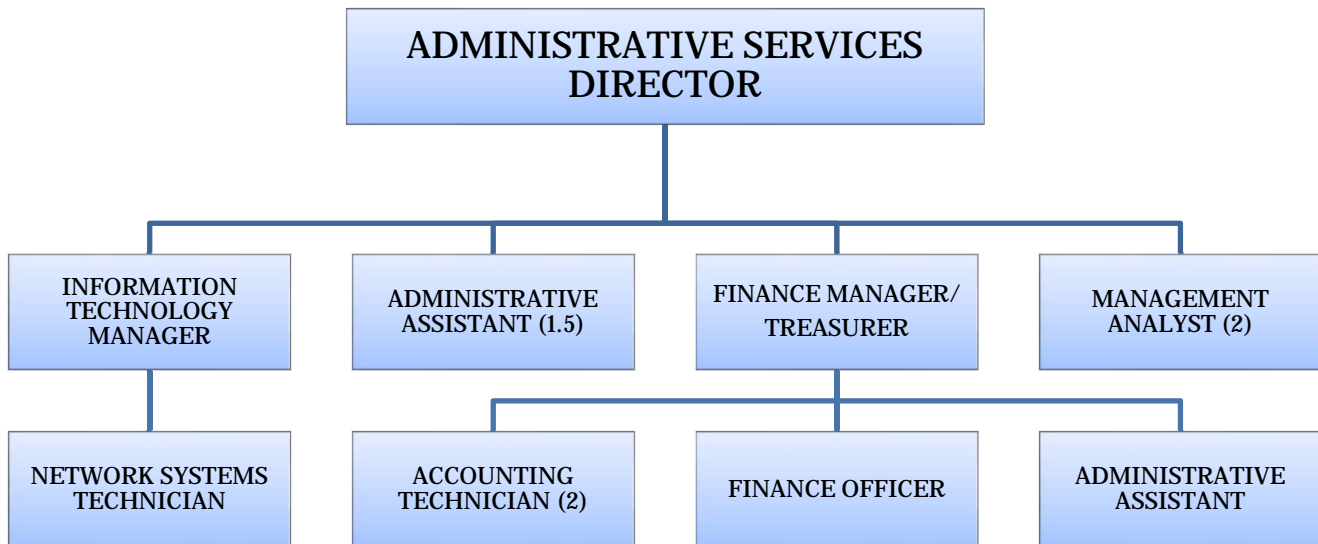 ADMINISTRATIVE SERVICES
DIRECTOR
INFORMATION
TECHNOLOGY
MANAGER
ADMINISTRATIVE
ASSISTANT (1.5)
FINANCE MANAGER/
TREASURER
MANAGEMENT
ANALYST (2)
NETWORK SYSTEMS
TECHNICIAN
ACCOUNTING
TECHNICIAN (2)
FINANCE OFFICER
ADMINISTRATIVE
ASSISTANT